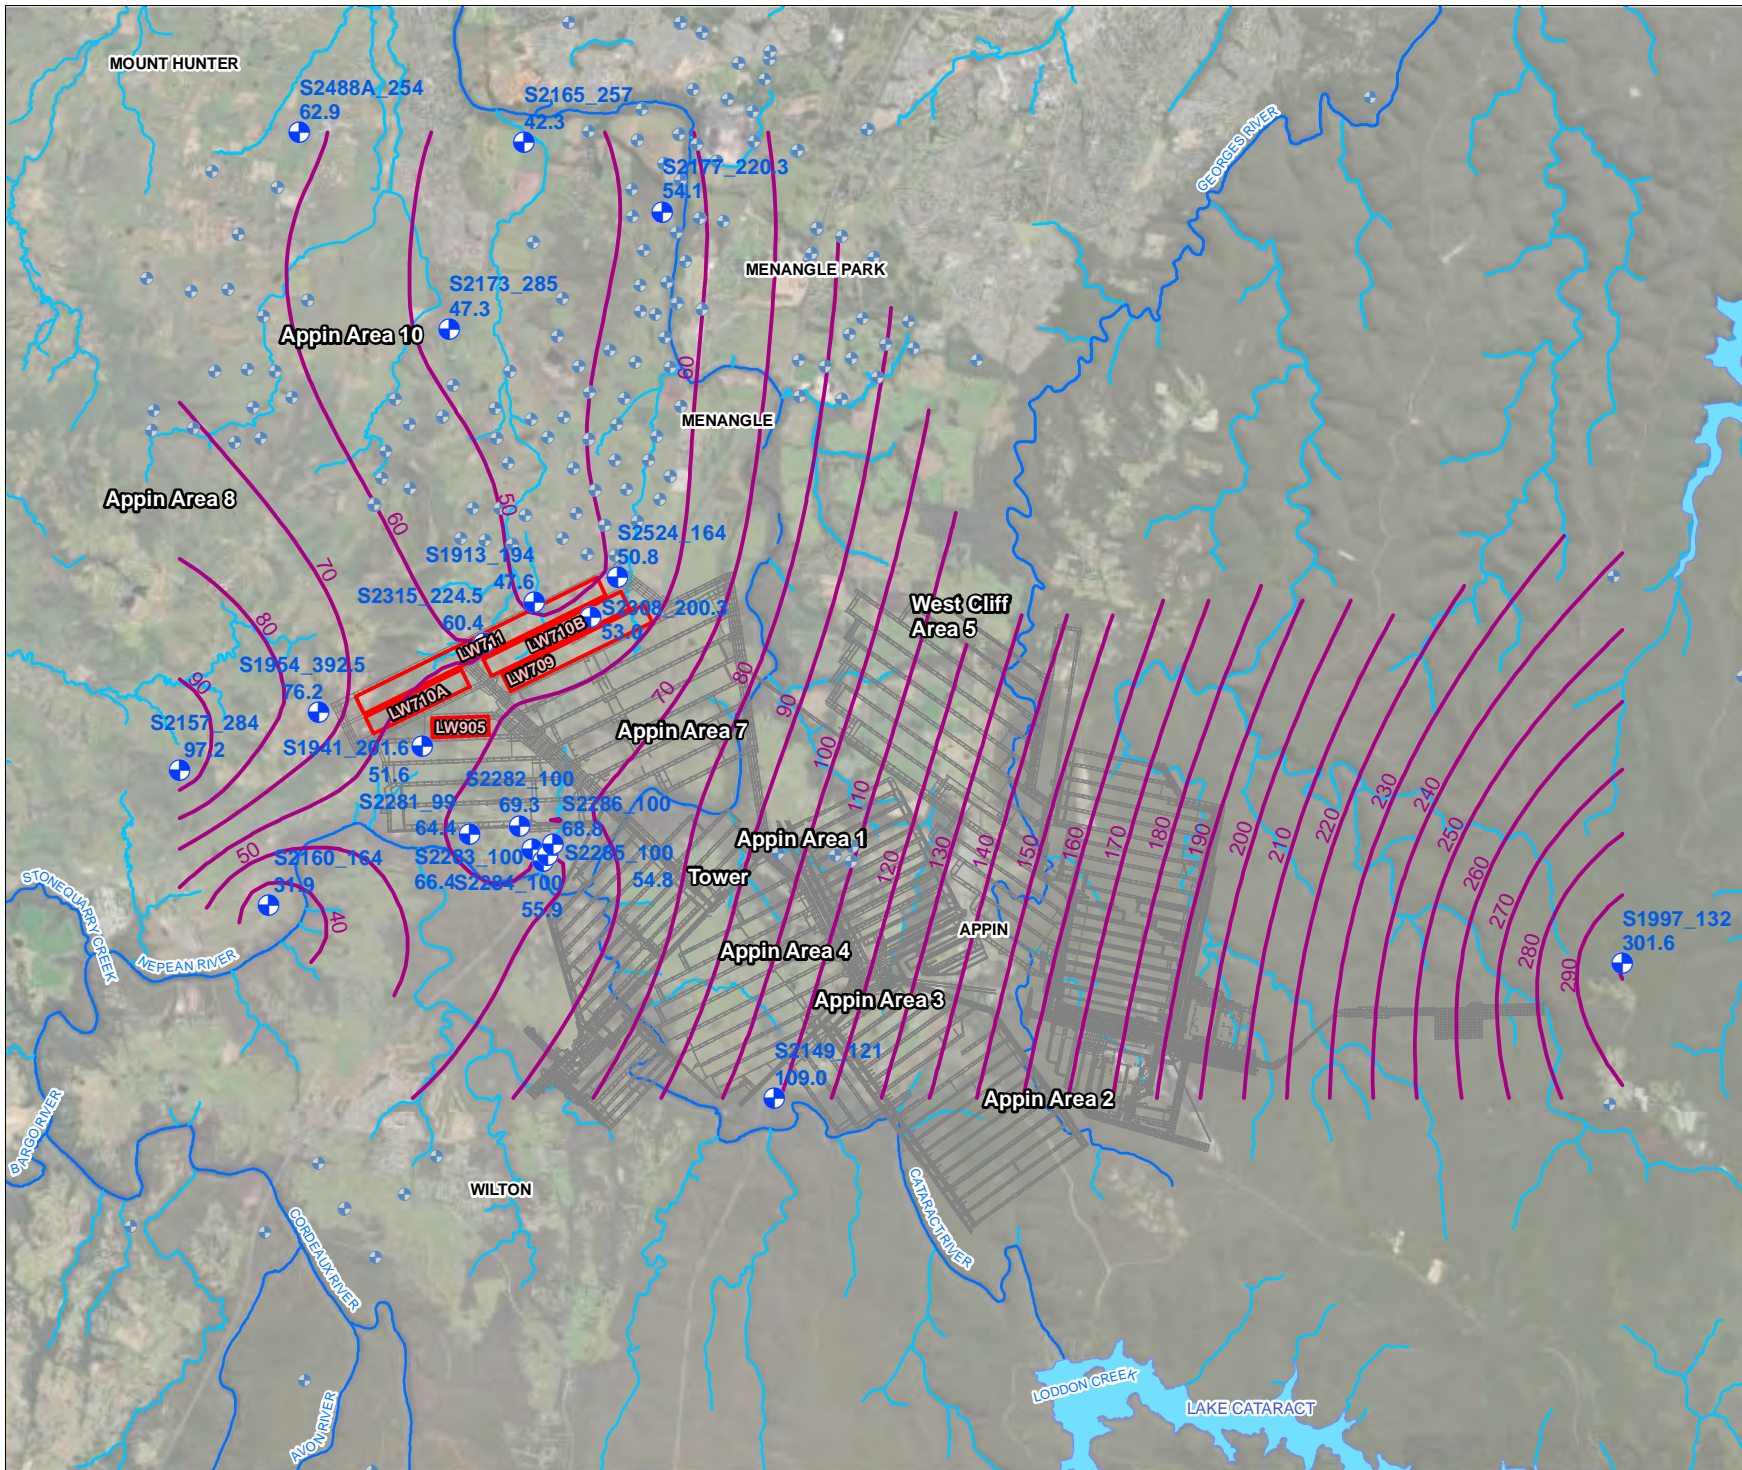 MOUNT HUNTER
S2488A_254
62.9
S2165_257
42.3
GEORGES RIVER
S2177_220.3
54.1
MENANGLE PARK
S2173_285
47.3
Appin Area 10
60
MENANGLE
Appin Area 8
50
60
S2524_164
50.8
S1913_194
47.6
70
S2315_224.5
60.4
S2308_200.3
53.6
West Cliff
Area 5
80
LW711
LW710B
LW709
S1954_392.5
76.2
90
LW710A
70
80
90
S2157_284
97.2
LW905
Appin Area 7
S1941_201.6
51.6
100
S2282_100
69.3
110
230
240
S2281_99
64.4
S2286_100
68.8
Appin Area 1
120
130
140
150
160
170
180
190
200
210
220
250
50
S2160_164
31.9
S2283_100
66.4
S2285_100
54.8
S2284_100
55.9
Tower
260
STONEQUARRY CREEK
40
270
S1997_132
301.6
APPIN
NEPEAN RIVER
Appin Area 4
280
290
Appin Area 3
S2149_121
109.0
Appin Area 2
BARGO RIVER
WILTON
CATARACT RIVER
CORDEAUX RIVER
LODDON CREEK
LAKE CATARACT
AVON RIVER